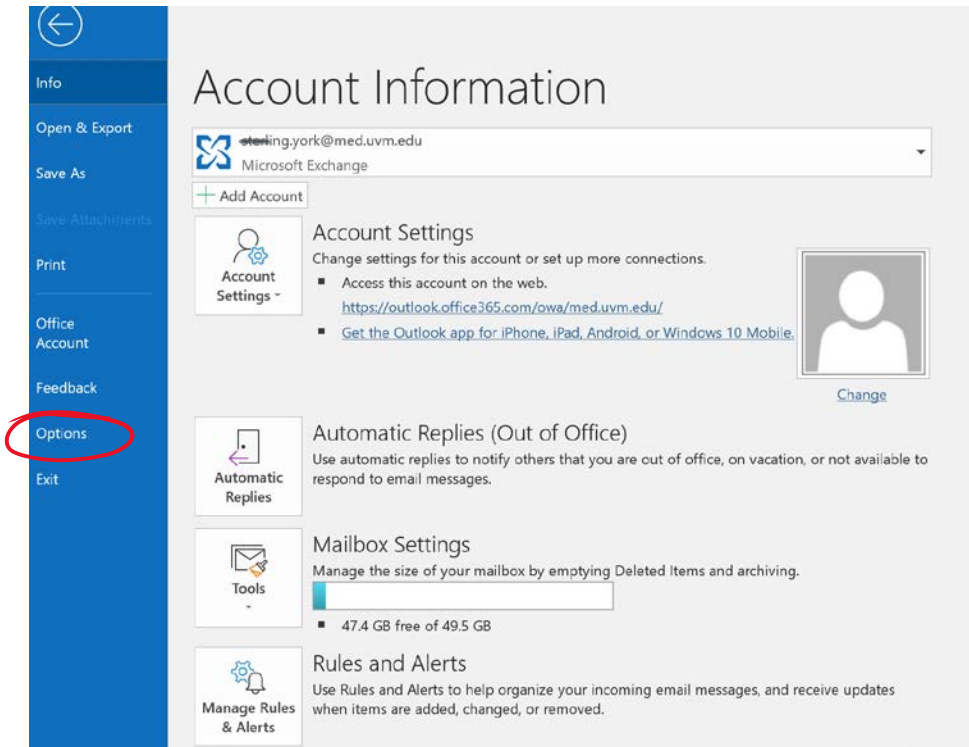 Info
Open & Export
Save As
Save Attachments
Print
Office
Account
Feedback
Options
Exit
Account Information
sterling.york@med.uvm.edu
Microsoft Exchange
Add Account
Account
Settings
Account Settings
Change settings for this account or set up more connections.
Access this account on the web.
https://outlook.office365.com/owa/med.uvm.edu/
Get the Outlook app for iPhone, iPad, Android, or Windows 10 Mobile.
Change
Automatic
Replies
Automatic Replies (Out of Office)
Use automatic replies to notify others that you are out of office, on vacation, or not available to
respond to email messages.
Tools
Mailbox Settings
Manage the size of your mailbox by emptying Deleted Items and archiving.
47.4 GB free of 49.5 GB
Manage Rules
& Alerts
Rules and Alerts
Use Rules and Alerts to help organize your incoming email messages, and receive updates
when items are added, changed, or removed.